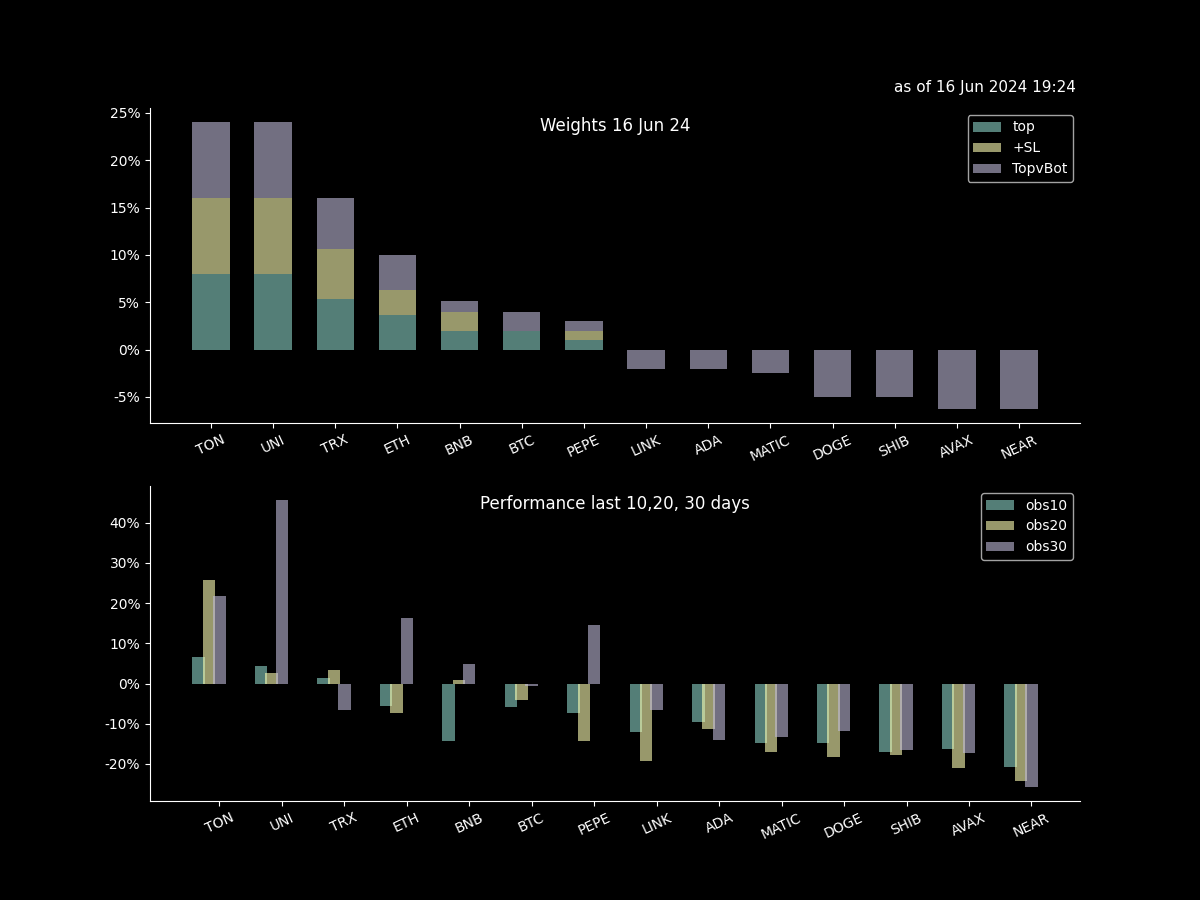 as of 16 Jun 2024 19:24
Weights 16 Jun 24
top
+SL
TopvBot
25%
20%
15%
10%
5%
0%
-5%
TON UNI TRX ETH BNB BTC PEPE LINK ADA MATIC DOGE SHIB AVAX NEAR
Performance last 10,20, 30 days
obs10
obs20
obs30
40%
30%
20%
10%
0%
-10%
-20%
TON UNI TRX ETH BNB BTC PEPE LINK ADA MATIC DOGE SHIB AVAX NEAR